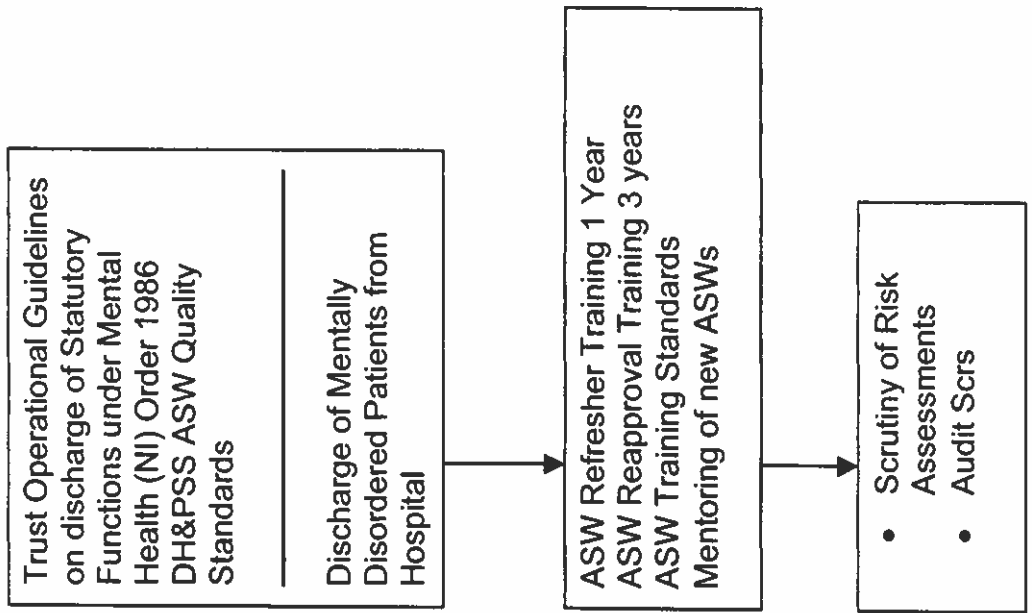 Trust Operational Guidelines
on discharge of Statutory
Functions under Mental
Health (NI) Order 1986
DH&PSS ASW Quality
Standards
Discharge of Mentally
Disordered Patients from
Hospital
ASW Refresher Training 1 Year
ASW Reapproval Training 3 years
ASW Training Standards
Mentoring of new ASWs
• Scrutiny of Risk
Assessments
• Audit Scrs